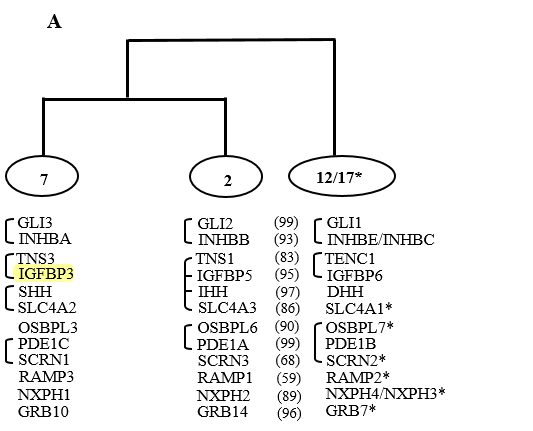 A
7 2 12/17*
GLI3 GLI2 (99) GLI1
INHBA INHBB (93) INHBE/INHBC
TNS3 TNS1 (83) TENC1
IGFBP3 IGFBP5 (95) IGFBP6
SHH IHH (97) DHH
SLC4A2 SLC4A3 (86) SLC4A1*
OSBPL3 OSBPL6 (90) OSBPL7*
PDE1C PDE1A (99) PDE1B
SCRN1 SCRN3 (68) SCRN2*
RAMP3 RAMP1 (59) RAMP2*
NXPH1 NXPH2 (89) NXPH4/NXPH3*
GRB10 GRB14 (96) GRB7*